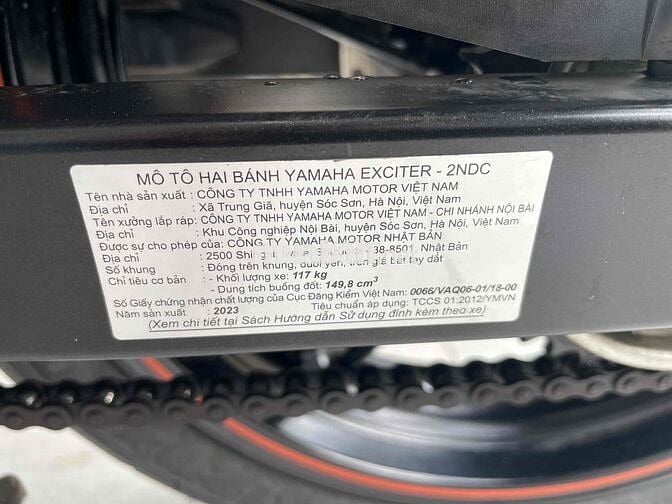 MÔ TÔ HAI BÁNH YAMAHA EXCITER - 2NDC
Tên nhà sản xuất : CÔNG TY TNHH YAMAHA MOTOR VIỆT NAM
Địa chỉ : Xã Trung Giã, huyện Sóc Sơn, Hà Nội, Việt Nam
Tên xưởng lắp ráp: CÔNG TY TNHH YAMAHA MOTOR VIỆT NAM - CHI NHÁNH NỘI BÀI
Địa chỉ : Khu Công nghiệp Nội Bài, huyện Sóc Sơn, Hà Nội, Việt Nam
Được sự cho phép của: CÔNG TY YAMAHA MOTOR NHẬT BẢN
Địa chỉ : 2500 38-8501, Nhật Bản
Số khung : Đóng trên khung, dưới yên, trên giá bắt tay dắt
Chỉ tiêu cơ bản : - Khối lượng xe: 117 kg
- Dung tích buồng đốt: 149,8 cm³
Số Giấy chứng nhận chất lượng của Cục Đăng Kiểm Việt Nam: 0066/VAQ06-01/18-00
Năm sản xuất : 2023 Tiêu chuẩn áp dụng: TCCS 01:2012/YMVN
(Xem chi tiết tại Sách Hướng dẫn Sử dụng đính kèm theo xe)